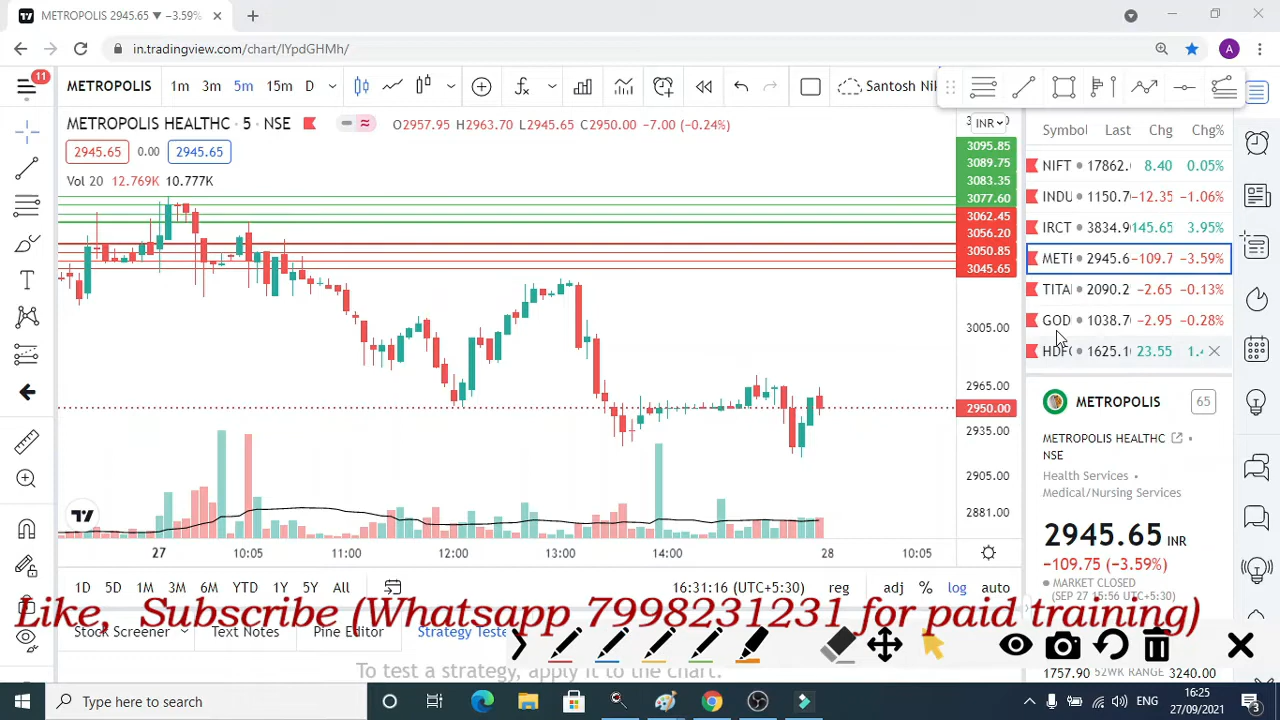 METROPOLIS 2945.65 ▼ −3.59%
in.tradingview.com/chart/IYpdGHMh/
A
11
METROPOLIS 1m 3m 5m 15m D
Santosh Nik
METROPOLIS HEALTHC · 5 · NSE
O2957.95 H2963.70 L2945.65 C2950.00 −7.00 (−0.24%)
INR
2945.65 0.00 2945.65
Vol 20 12.769K 10.777K
3095.85
3089.75
3083.35
3077.60
3062.45
3056.20
3050.85
3045.65
3005.00
2965.00
2950.00
2935.00
2905.00
2881.00
Symbol Last Chg Chg%
NIFT 17862. 8.40 0.05%
INDU 1150.7 −12.35 −1.06%
IRCT 3834.9 145.65 3.95%
METR 2945.6 −109.7 −3.59%
TITA 2090.2 −2.65 −0.13%
GOD 1038.7 −2.95 −0.28%
HDFC 1625.1 23.55 1.4
METROPOLIS 65
METROPOLIS HEALTHC
NSE
Health Services •
Medical/Nursing Services
2945.65 INR
−109.75 (−3.59%)
MARKET CLOSED
(SEP 27 15:56 UTC+5:30)
1757.90 52WK RANGE 3240.00
27 10:05 11:00 12:00 13:00 14:00 28 10:05
1D 5D 1M 3M 6M YTD 1Y 5Y All
16:31:16 (UTC+5:30) reg adj % log auto
Like, Subscribe (Whatsapp 7998231231 for paid training)
Stock Screener Text Notes Pine Editor Strategy Teste
To test a strategy, apply it to the chart.
Type here to search
ENG
16:25
27/09/2021
3